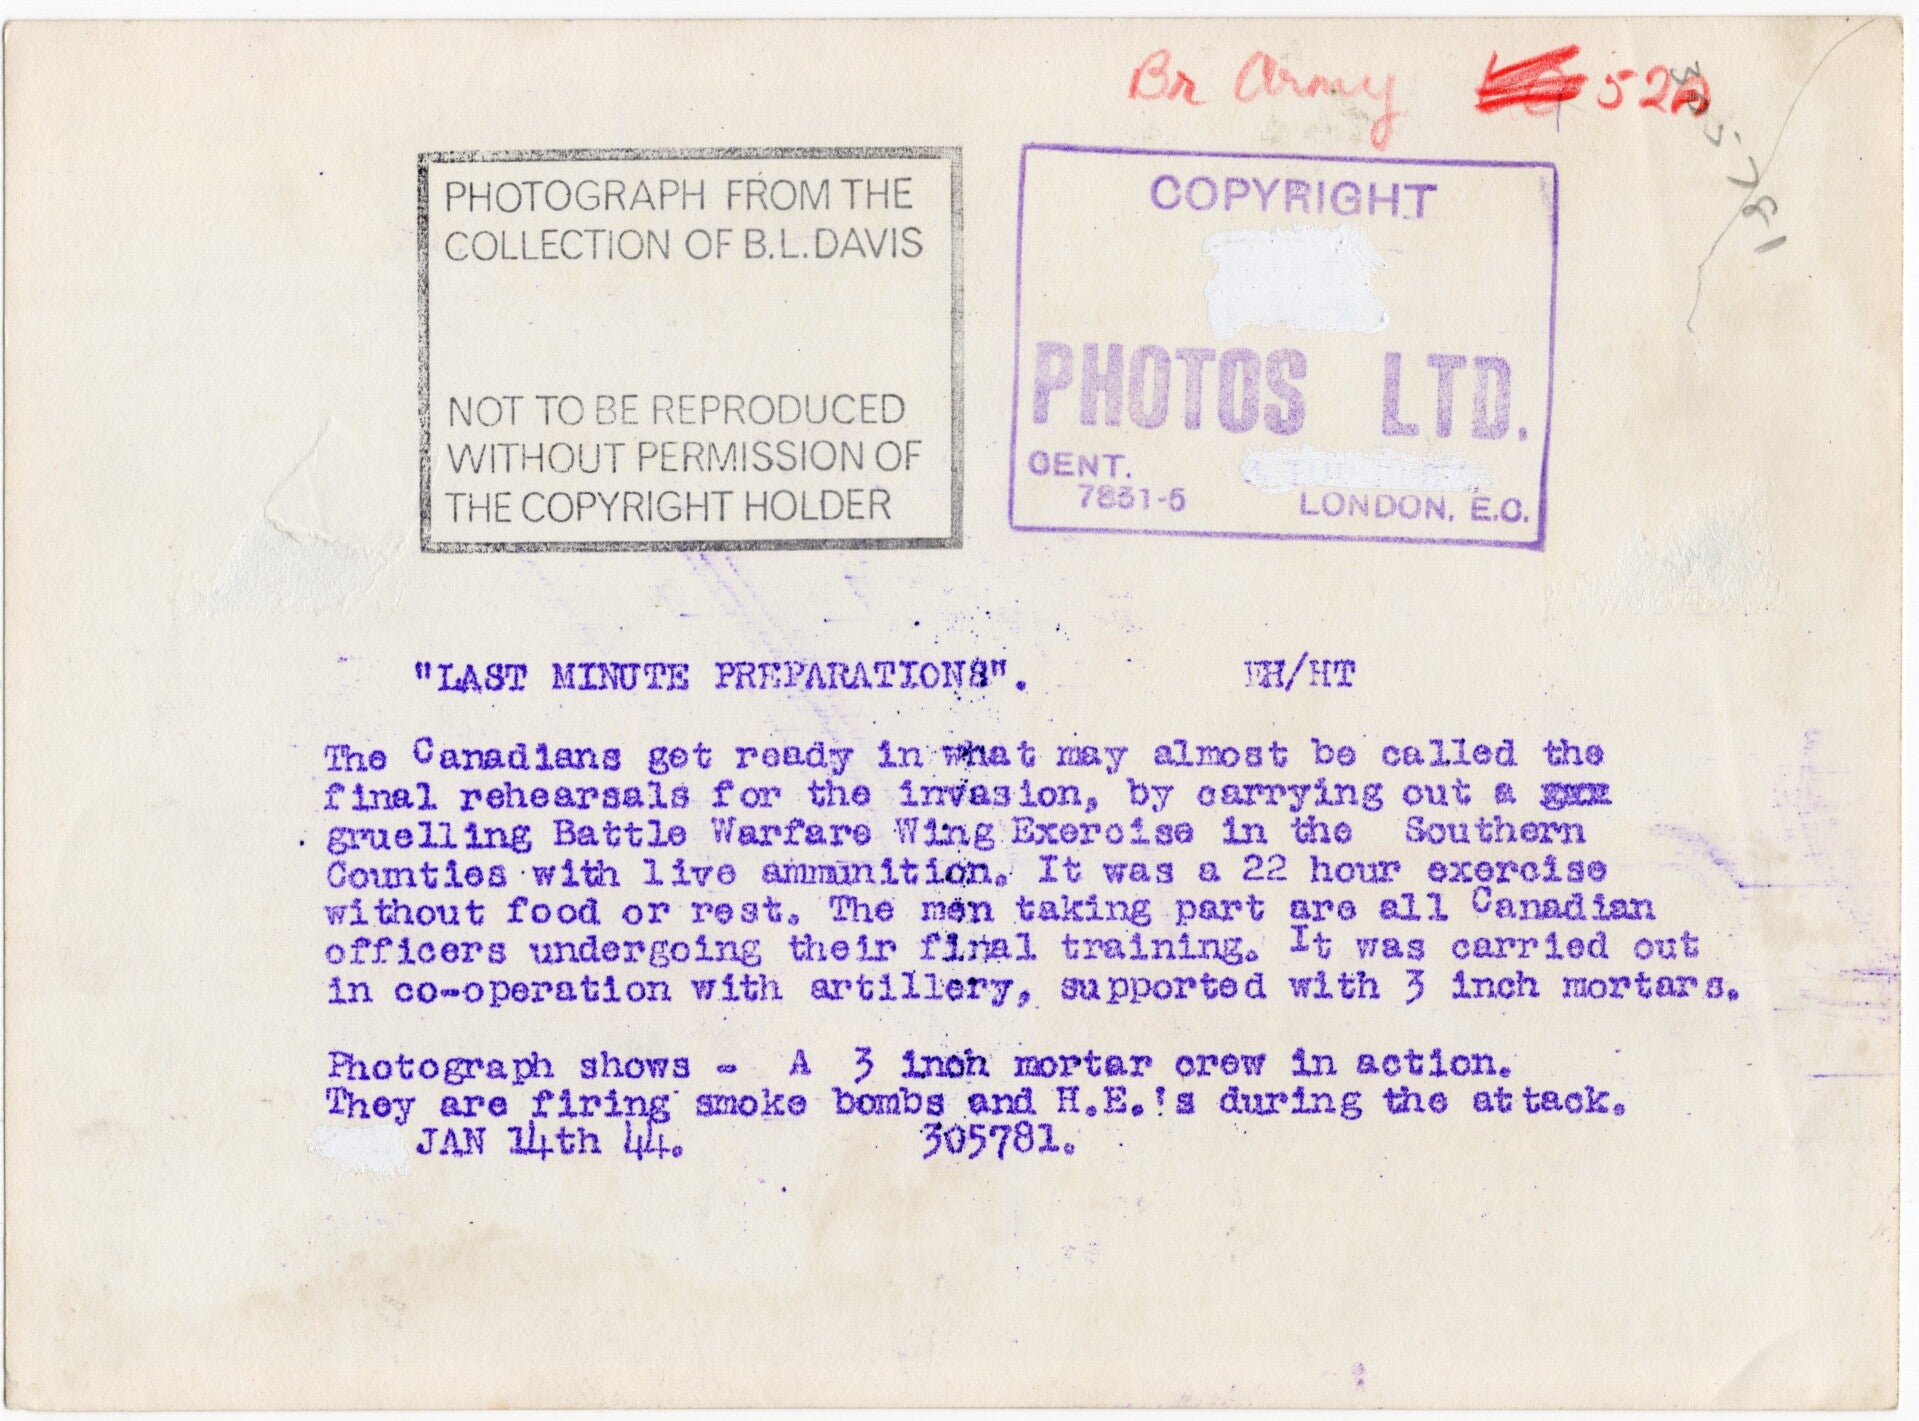 Br Army 52A
305781
PHOTOGRAPH FROM THE
COLLECTION OF B.L.DAVIS
NOT TO BE REPRODUCED
WITHOUT PERMISSION OF
THE COPYRIGHT HOLDER
COPYRIGHT
PHOTOS LTD.
CENT.
7831-5
LONDON, E.C.
"LAST MINUTE PREPARATIONS". EH/HT
The Canadians get ready in what may almost be called the
final rehearsals for the invasion, by carrying out a
gruelling Battle Warfare Wing Exercise in the Southern
Counties with live ammunition. It was a 22 hour exercise
without food or rest. The men taking part are all Canadian
officers undergoing their final training. It was carried out
in co-operation with artillery, supported with 3 inch mortars.
Photograph shows - A 3 inch mortar crew in action.
They are firing smoke bombs and H.E.'s during the attack.
JAN 14th 44. 305781.